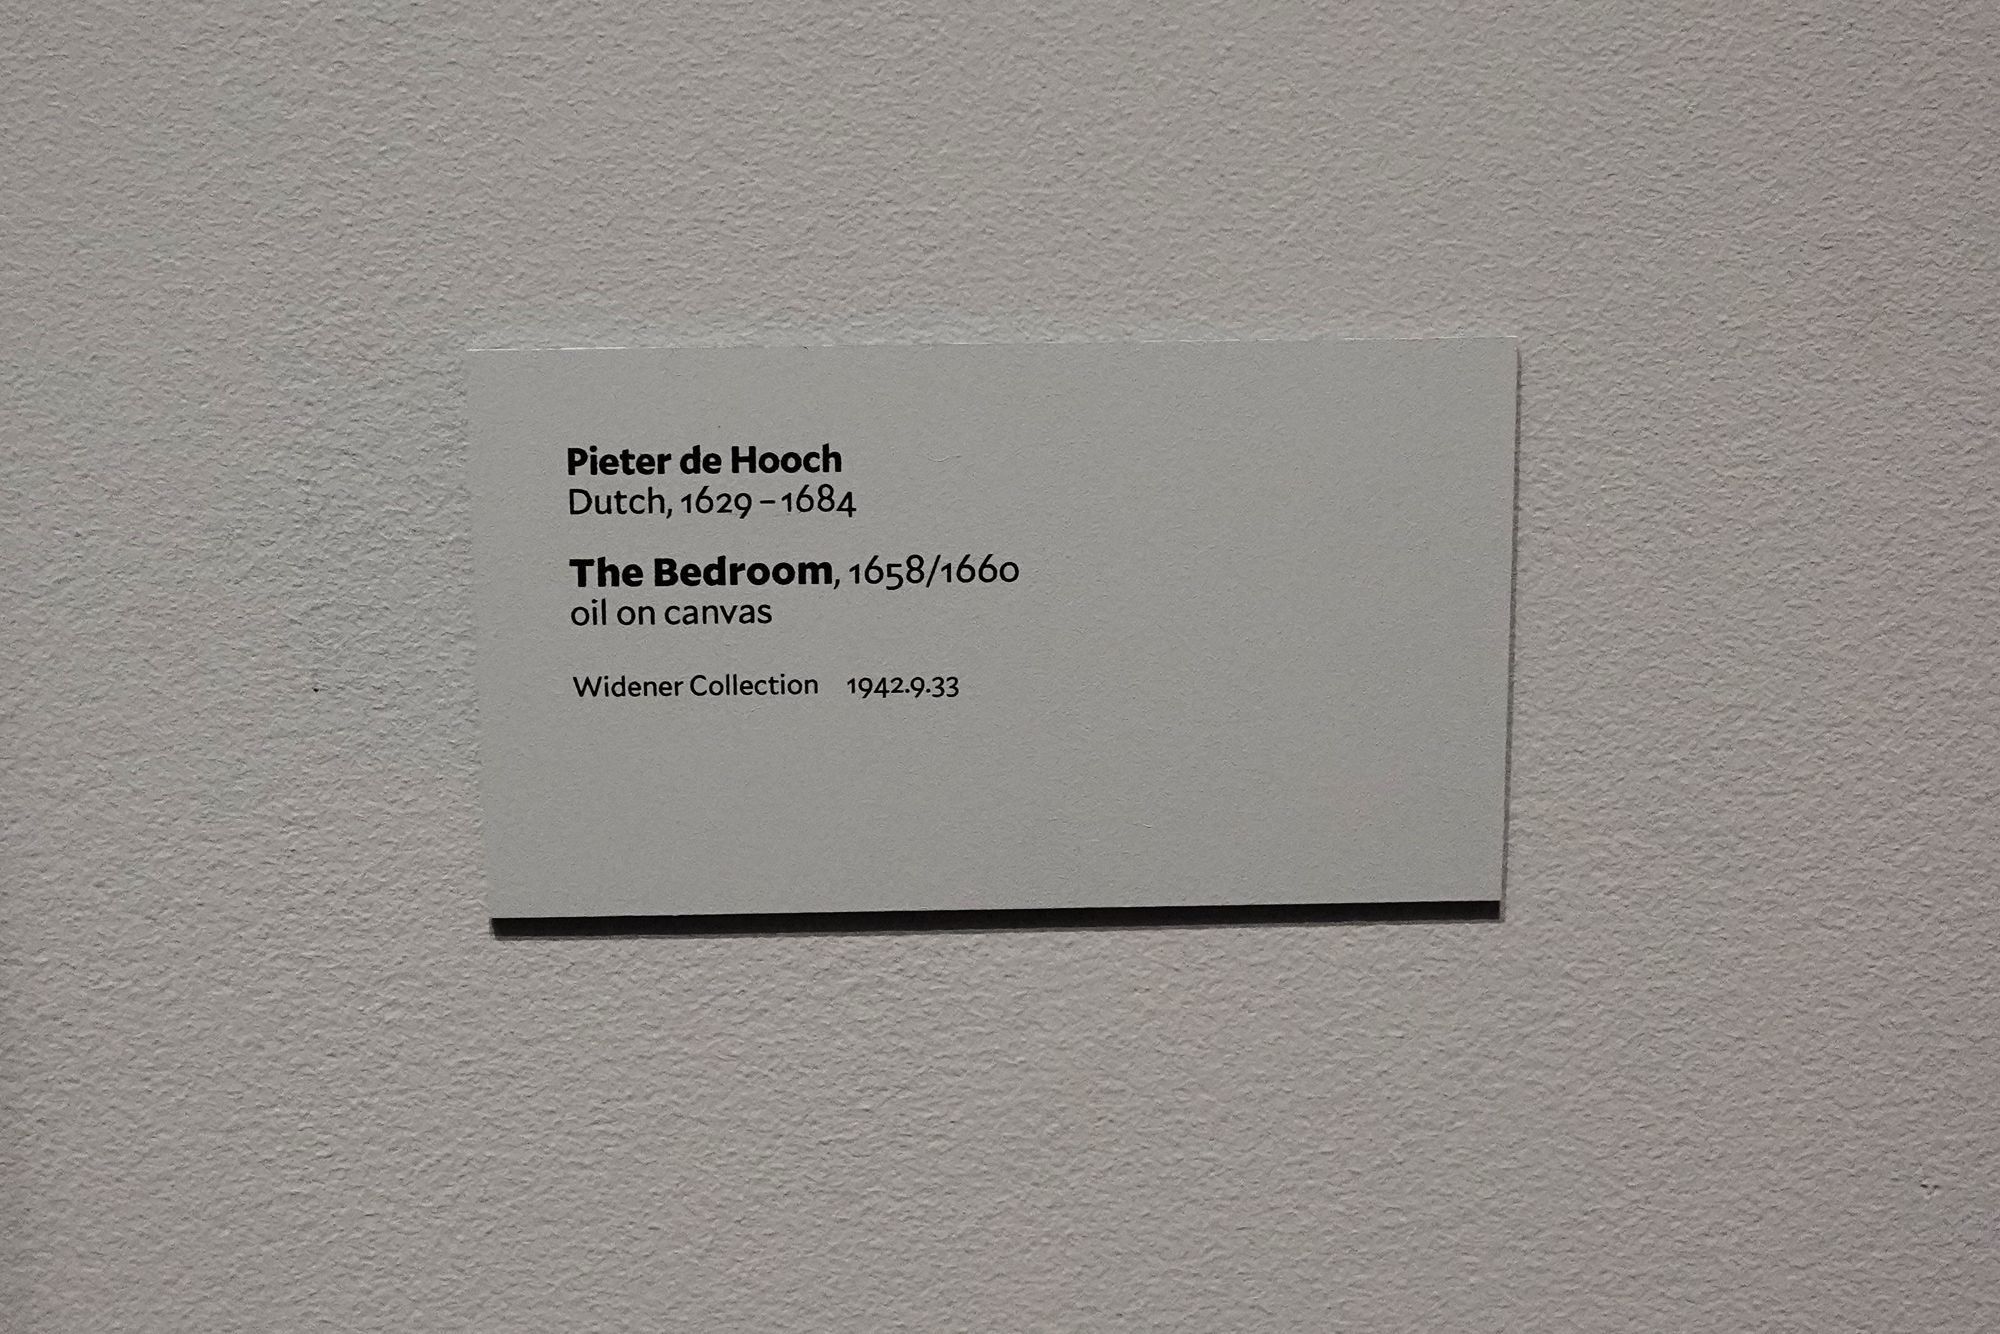 Pieter de Hooch
Dutch, 1629 – 1684
The Bedroom, 1658/1660
oil on canvas
Widener Collection 1942.9.33